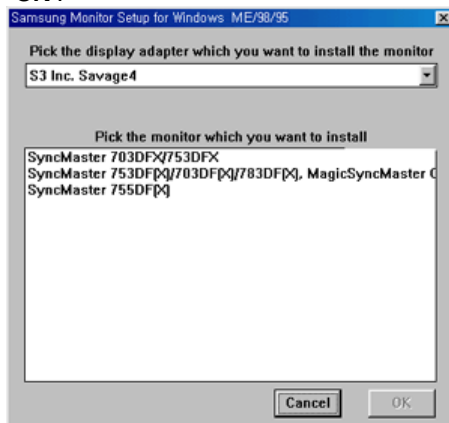 Samsung Monitor Setup for Windows ME/98/95
Pick the display adapter which you want to install the monitor
S3 Inc. Savage4
Pick the monitor which you want to install
SyncMaster 703DFX/753DFX
SyncMaster 753DF[X]/703DF[X]/783DF[X], MagicSyncMaster
SyncMaster 755DF[X]
Cancel
OK